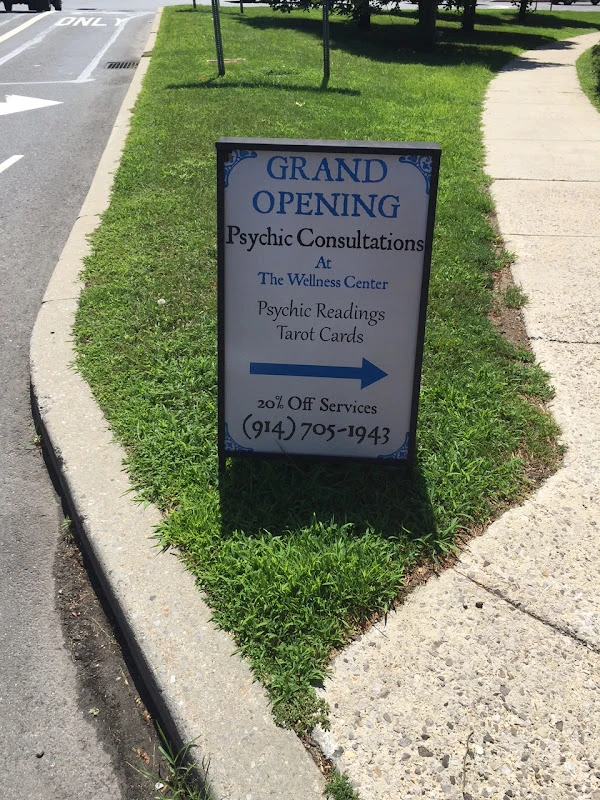 ONLY
GRAND
OPENING
Psychic Consultations
At
The Wellness Center
Psychic Readings
Tarot Cards
20% Off Services
(914) 705-1943